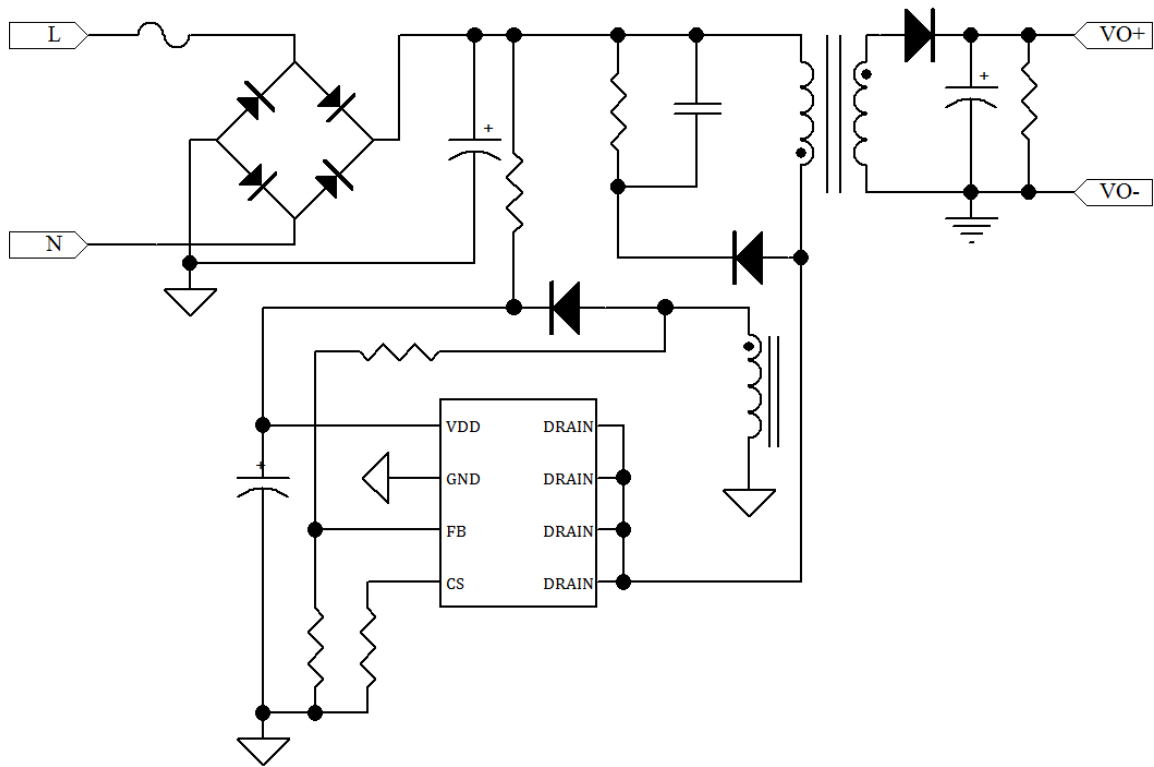 L
VO+
+
+
VO-
N
VDD
DRAIN
+
GND
DRAIN
FB
DRAIN
CS
DRAIN